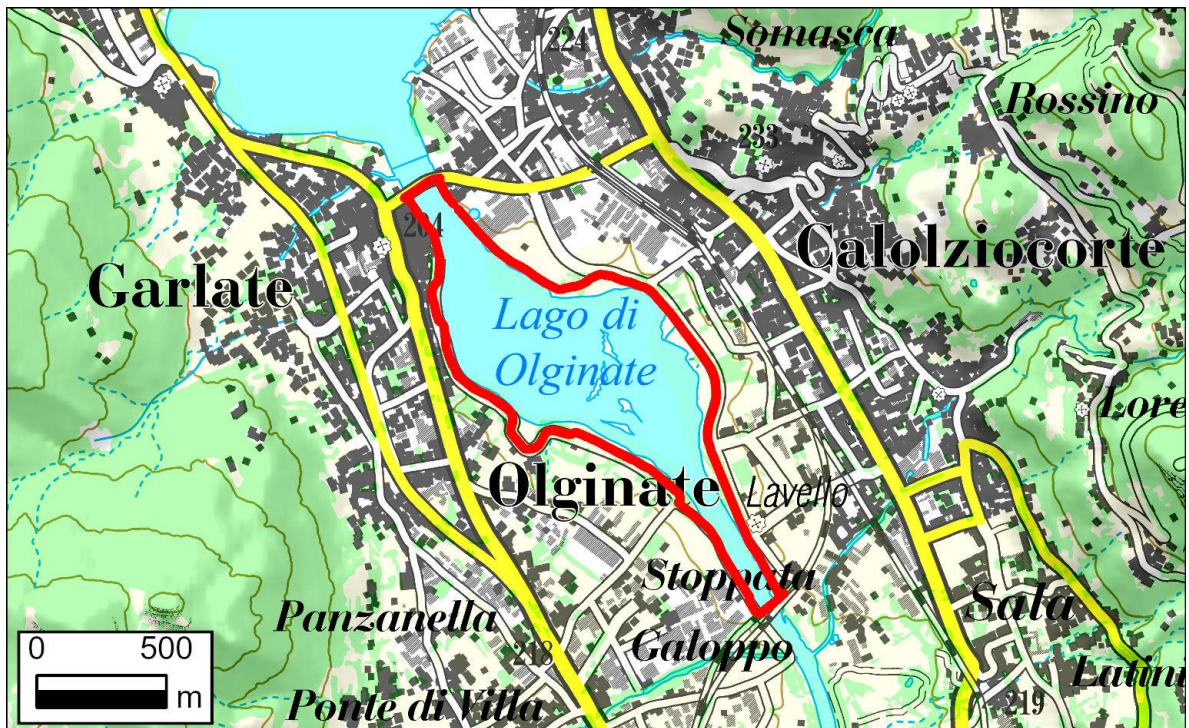 224
Somasca
Rossino
233
204
Calolziocorte
Garlate
Lago di
Olginate
Lore
Olginate
Lavello
Stoppata
Sala
Panzanella
Galoppo
213
Latini
Ponte di Villa
219
0 500
m